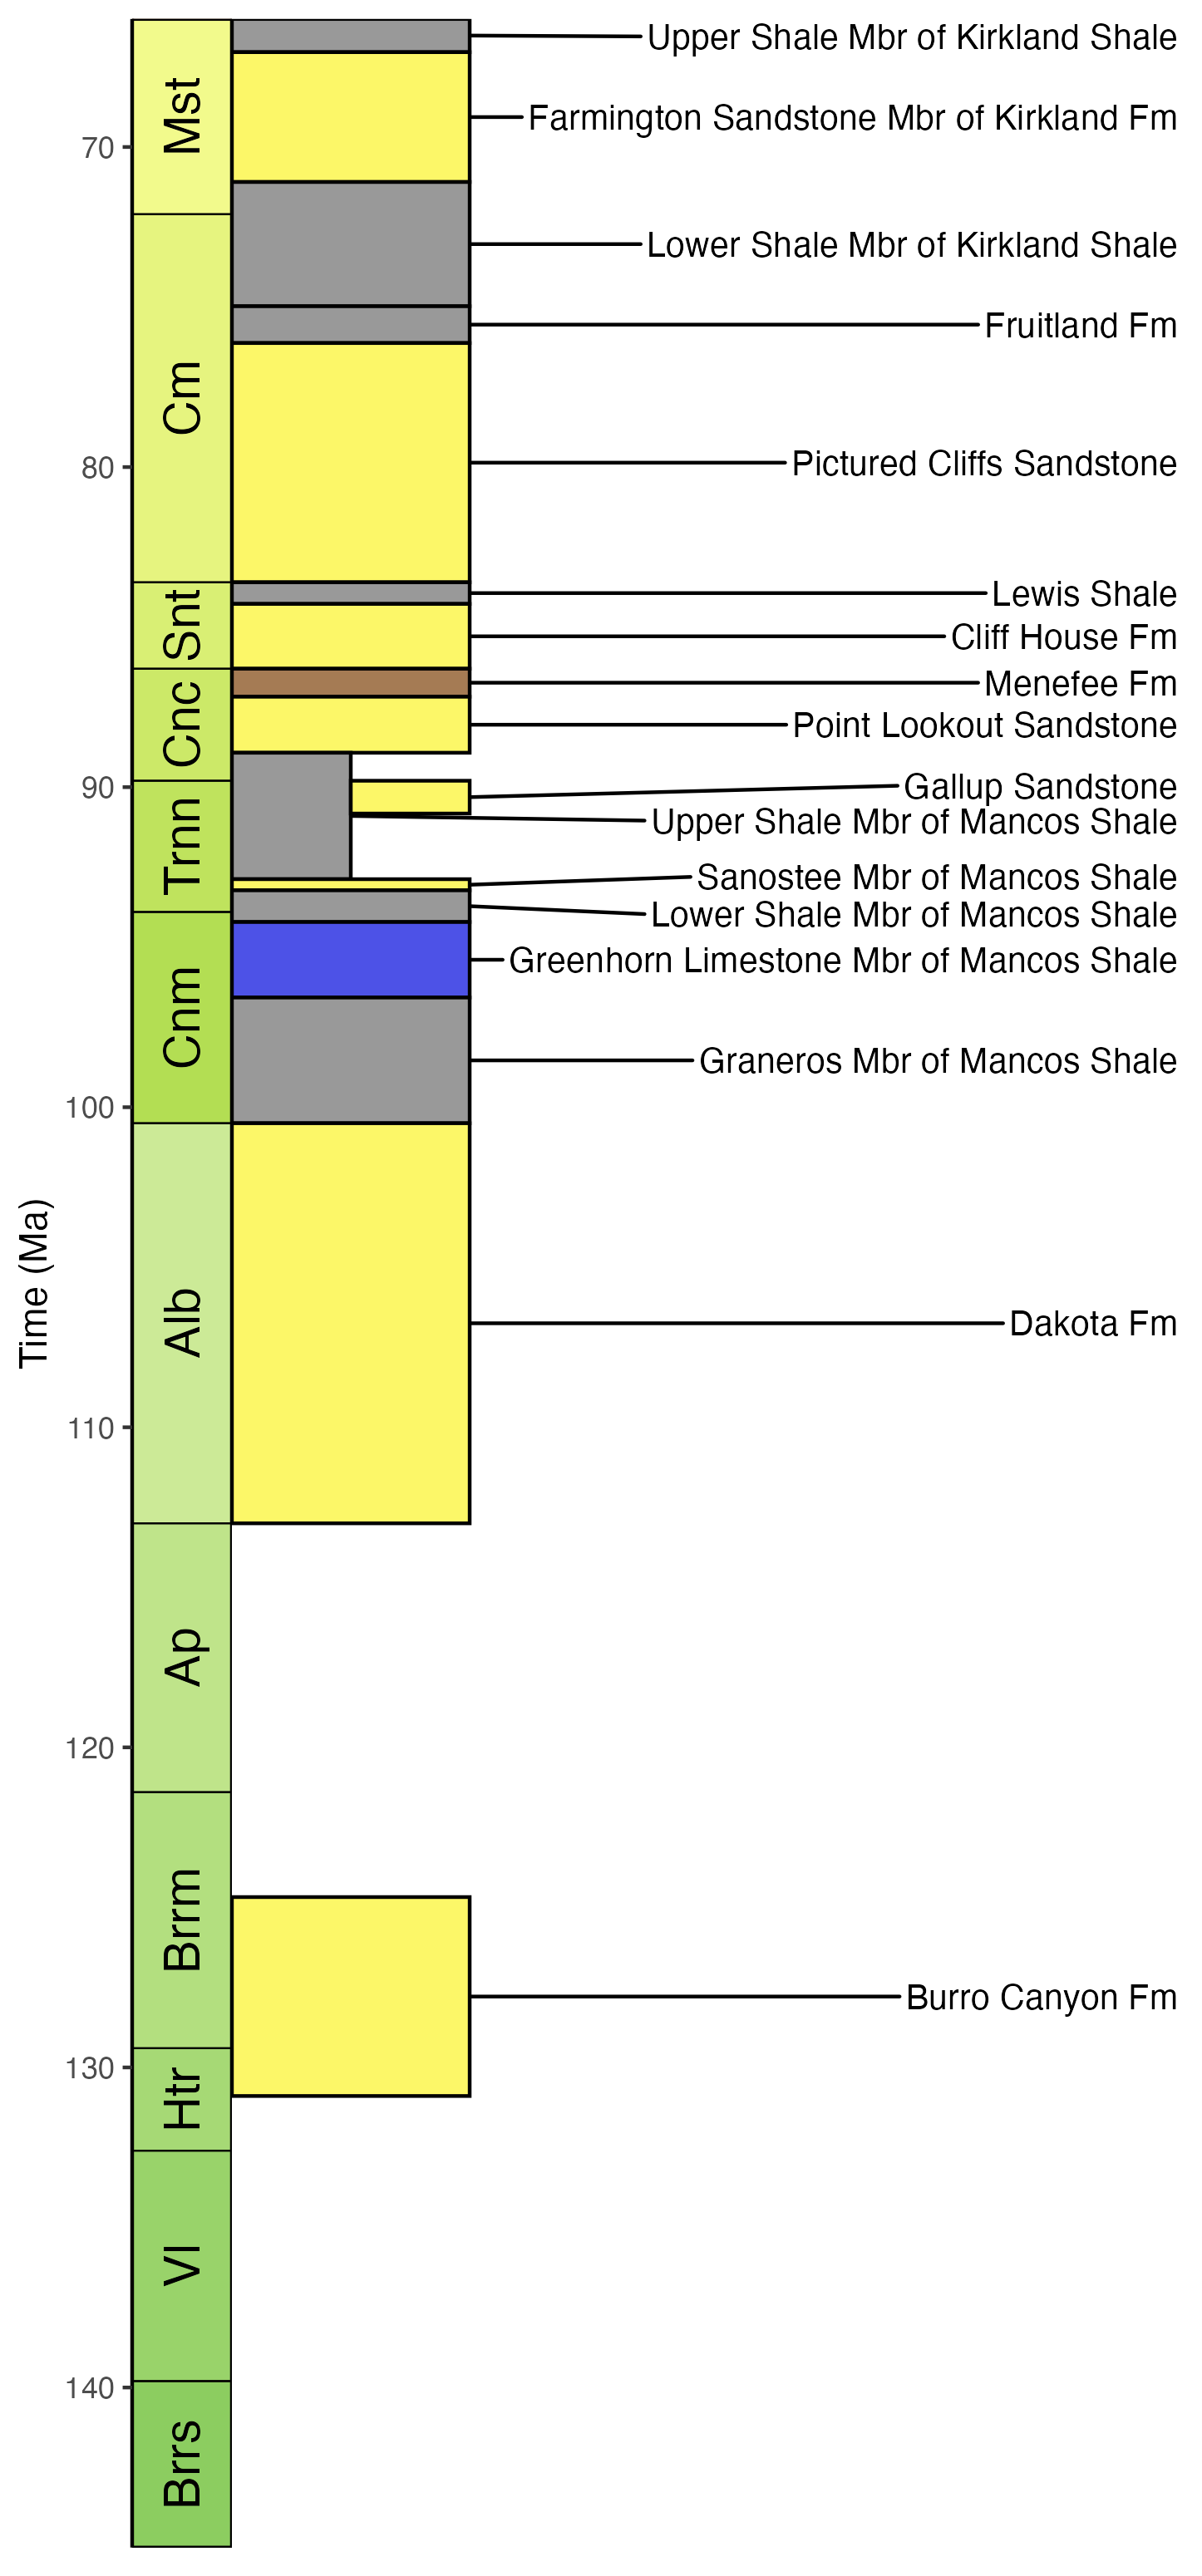 Time (Ma)
70
80
90
100
110
120
130
140
Mst
Cm
Snt
Cnc
Trnn
Cnm
Alb
Ap
Brrm
Htr
Vl
Brrs
Upper Shale Mbr of Kirkland Shale
Farmington Sandstone Mbr of Kirkland Fm
Lower Shale Mbr of Kirkland Shale
Fruitland Fm
Pictured Cliffs Sandstone
Lewis Shale
Cliff House Fm
Menefee Fm
Point Lookout Sandstone
Gallup Sandstone
Upper Shale Mbr of Mancos Shale
Sanostee Mbr of Mancos Shale
Lower Shale Mbr of Mancos Shale
Greenhorn Limestone Mbr of Mancos Shale
Graneros Mbr of Mancos Shale
Dakota Fm
Burro Canyon Fm